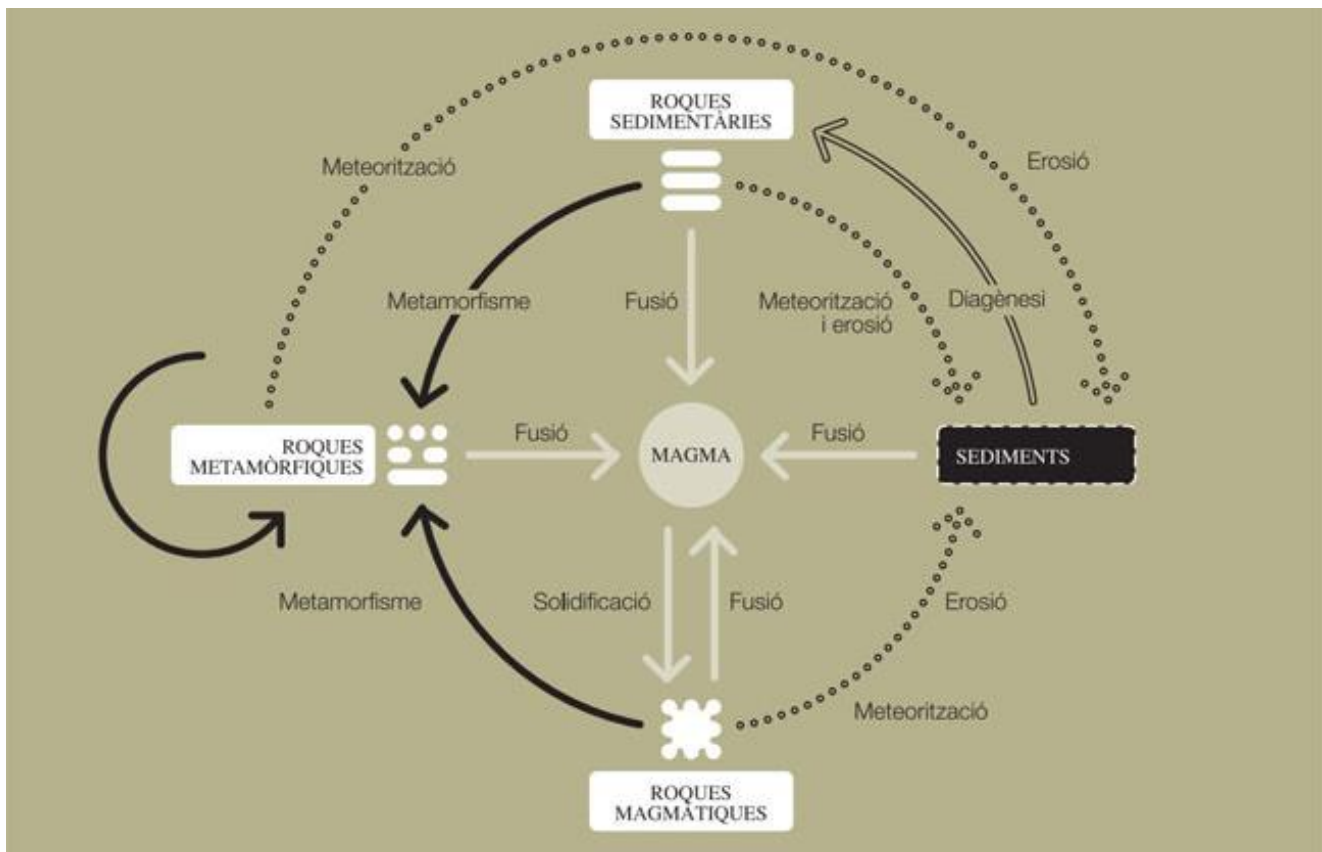 ROQUES
SEDIMENTÀRIES
Meteorització
Erosió
Metamorfisme
Fusió
Meteorització
i erosió
Diagènesi
ROQUES
METAMÒRFIQUES
Fusió
MAGMA
Fusió
SEDIMENTS
Metamorfisme
Solidificació
Fusió
Erosió
Meteorització
ROQUES
MAGMÀTIQUES